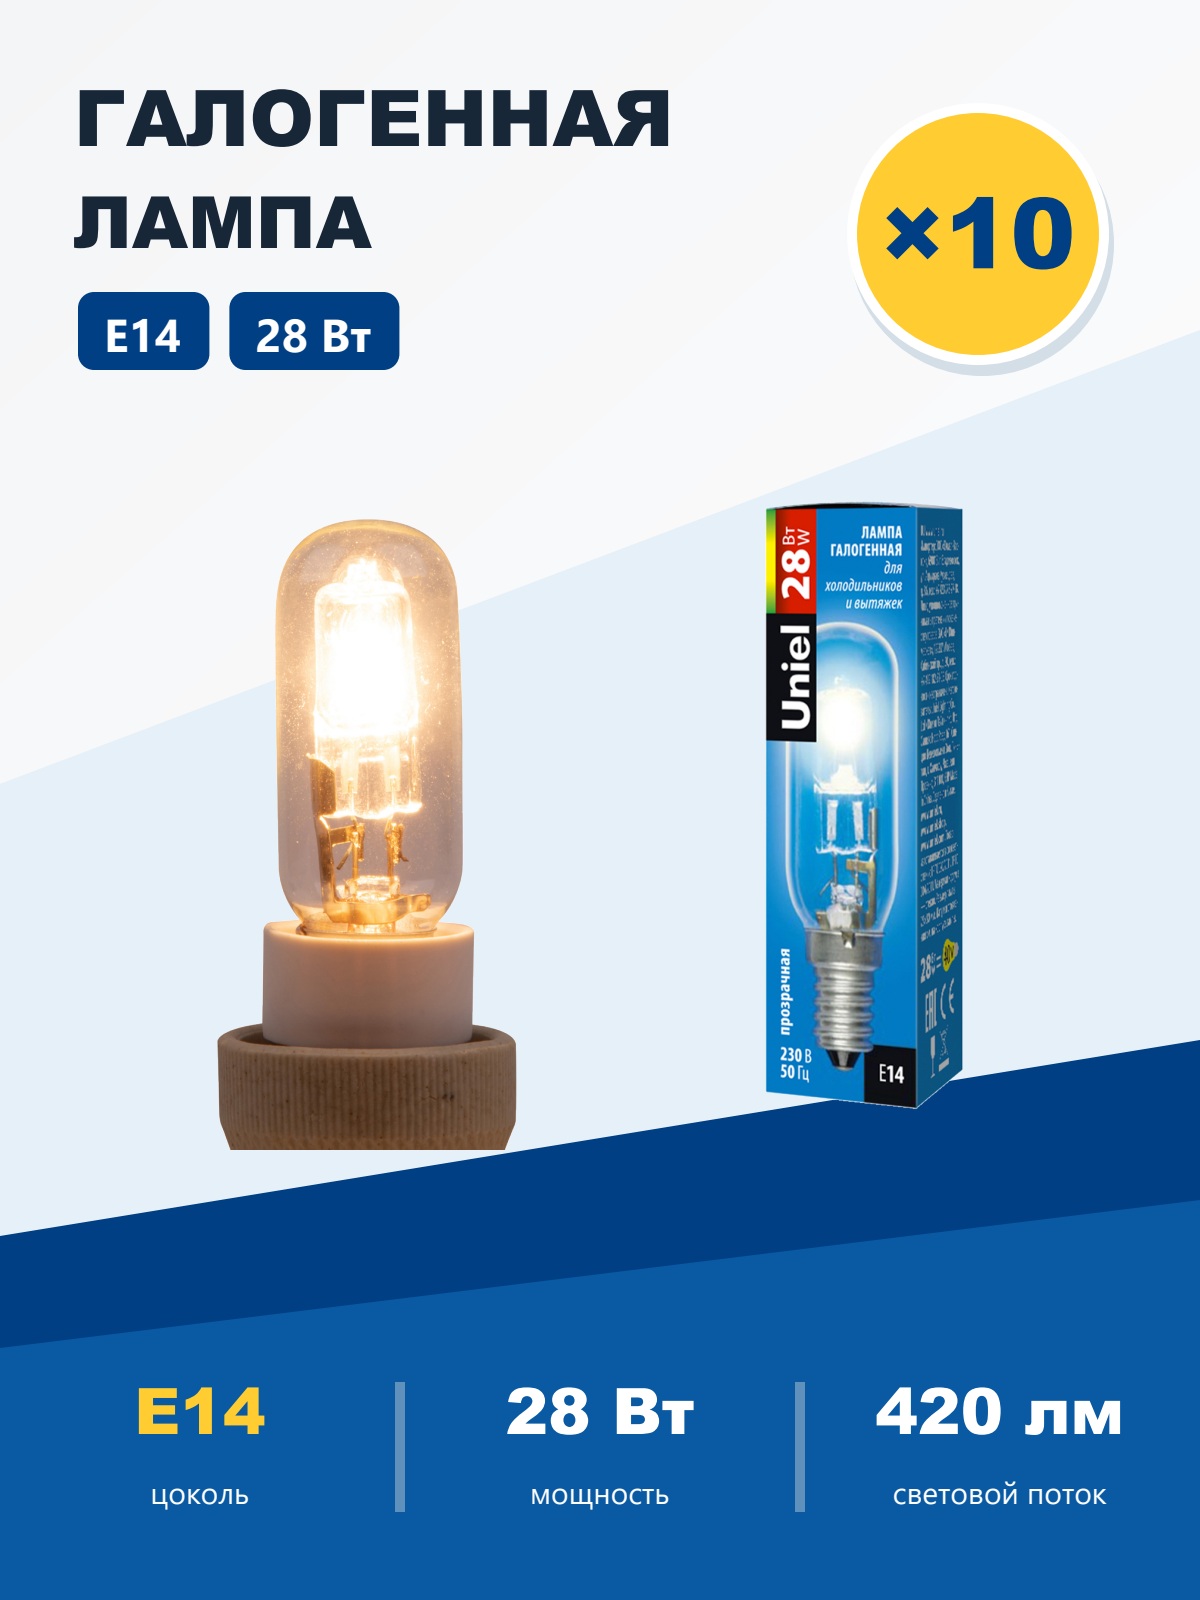 ГАЛОГЕННАЯ
ЛАМПА
E14
28 Вт
×10
28 Вт
W
ЛАМПА
ГАЛОГЕННАЯ
для
холодильников
и вытяжек
Uniel
прозрачная
230 В
50 Гц
E14
E14
цоколь
28 Вт
мощность
420 лм
световой поток